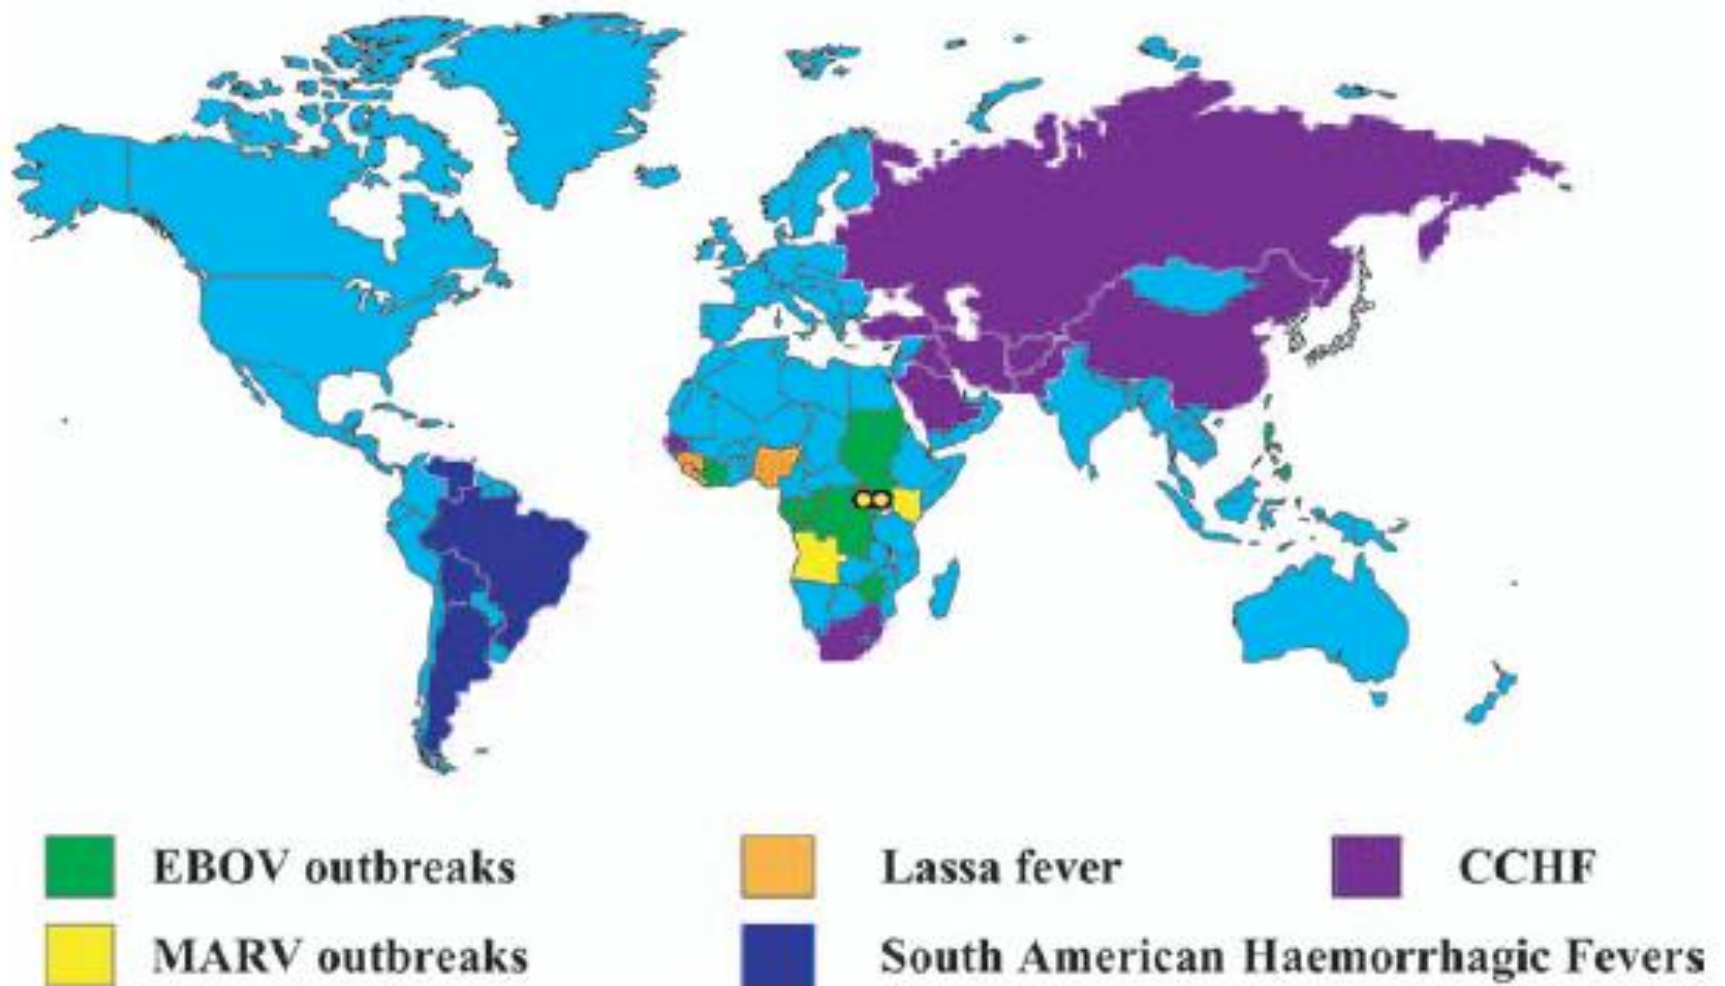 EBOV outbreaks
Lassa fever
CCHF
MARV outbreaks
South American Haemorrhagic Fevers